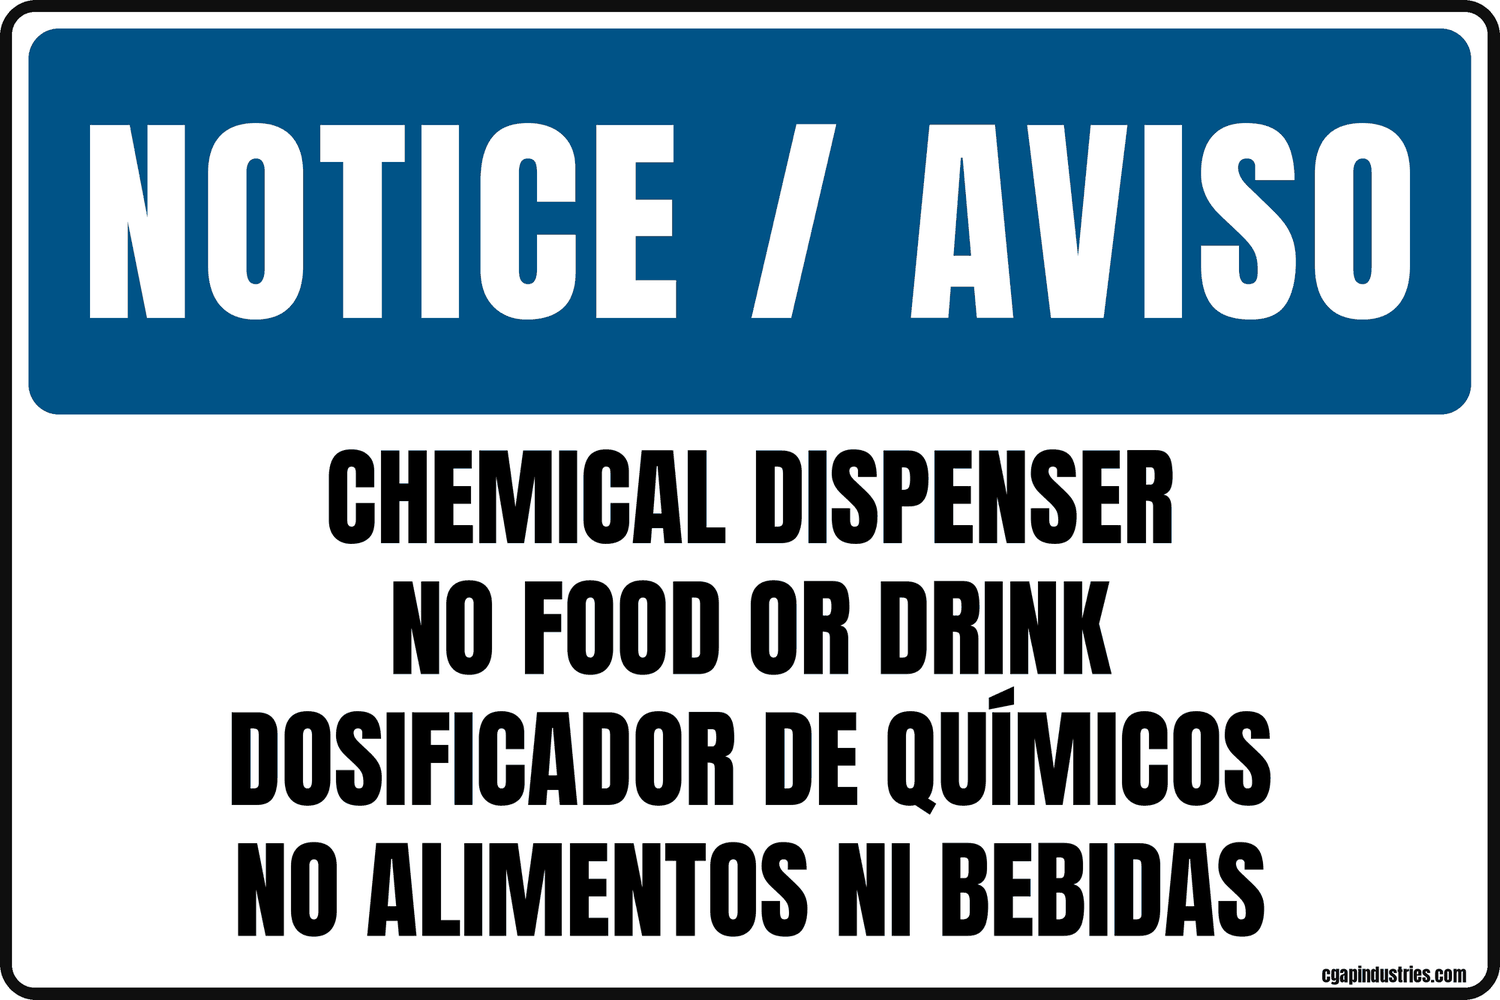 NOTICE / AVISO
CHEMICAL DISPENSER
NO FOOD OR DRINK
DOSIFICADOR DE QUÍMICOS
NO ALIMENTOS NI BEBIDAS
cgapindustries.com